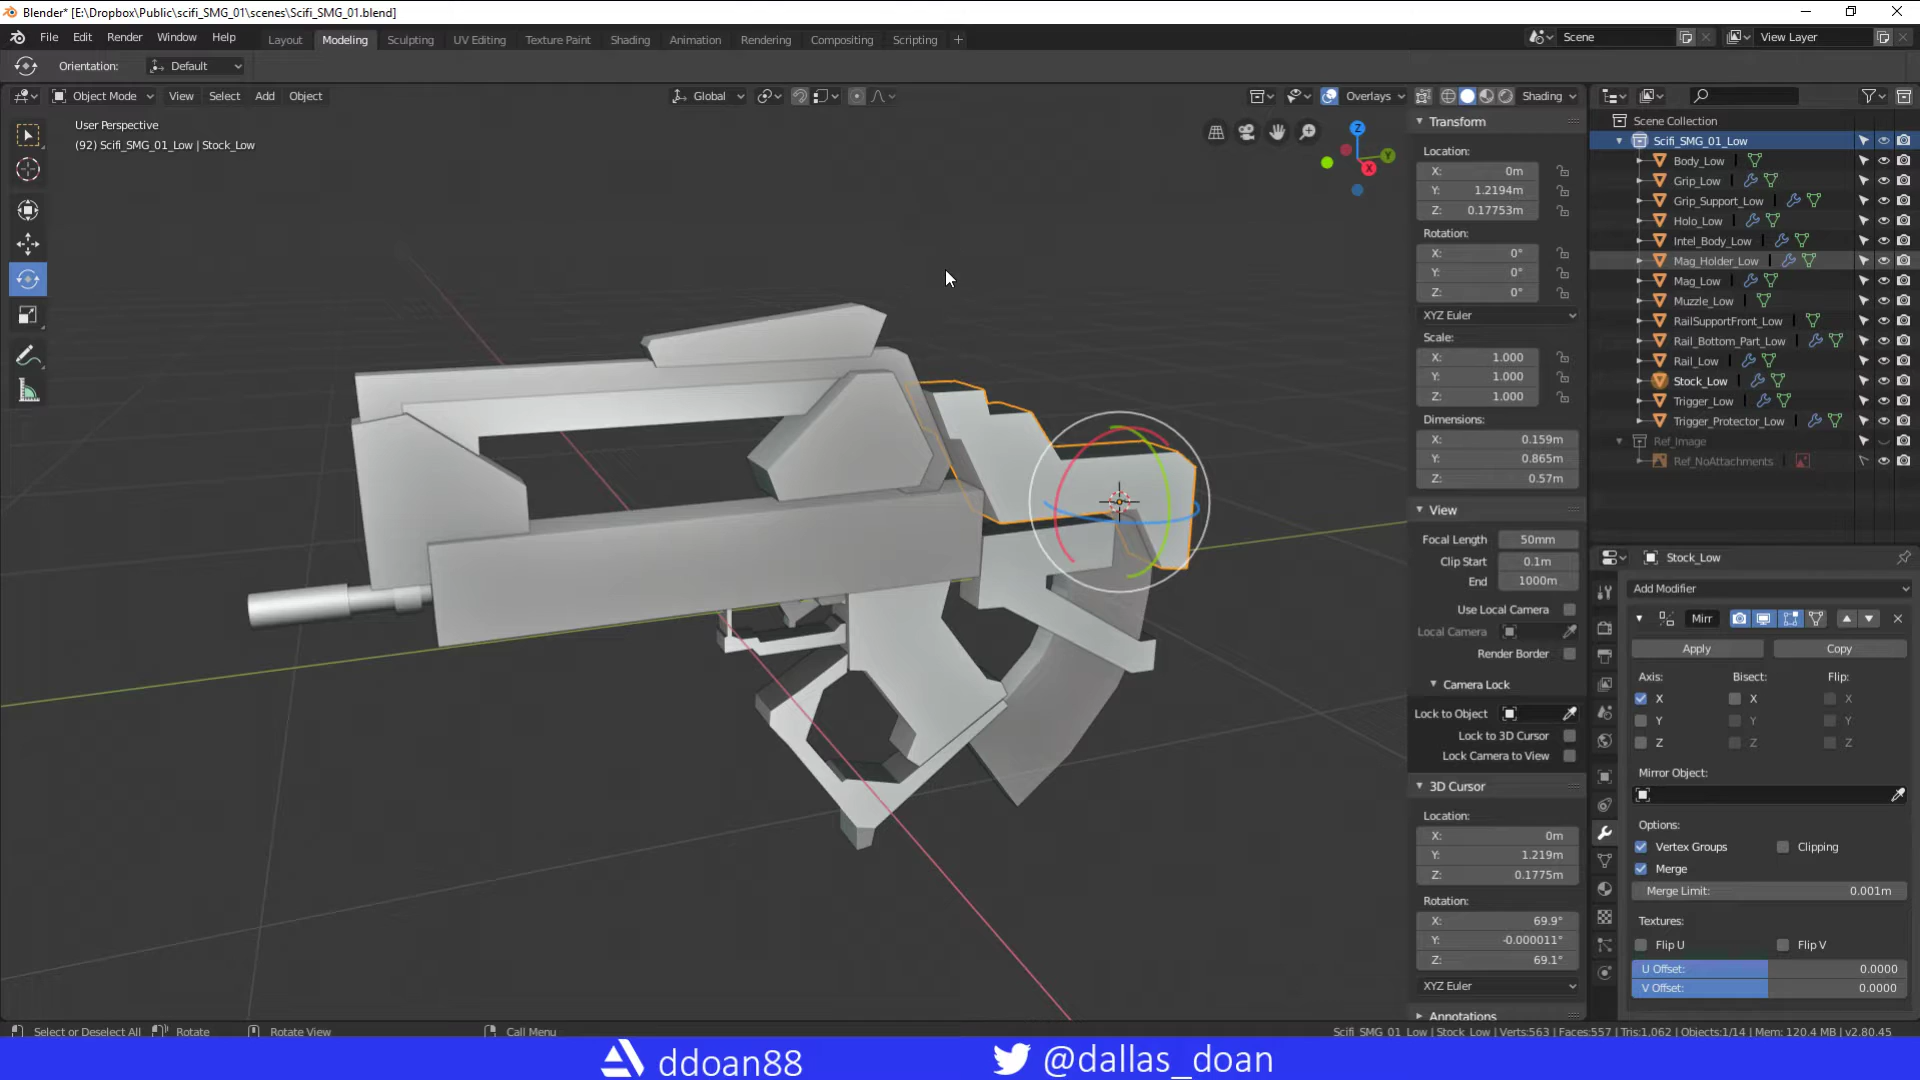 Blender* [E:\Dropbox\Public\scifi_SMG_01\scenes\Scifi_SMG_01.blend]
File Edit Render Window Help Layout Modeling Sculpting UV Editing Texture Paint Shading Animation Rendering Compositing Scripting + Scene View Layer
Orientation: Default
Object Mode View Select Add Object Global Overlays Shading
User Perspective
(92) Scifi_SMG_01_Low | Stock_Low
Z
Y
X
Transform
Location:
X: 0m
Y: 1.2194m
Z: 0.17753m
Rotation:
X: 0°
Y: 0°
Z: 0°
XYZ Euler
Scale:
X: 1.000
Y: 1.000
Z: 1.000
Dimensions:
X: 0.159m
Y: 0.865m
Z: 0.57m
View
Focal Length 50mm
Clip Start 0.1m
End 1000m
Use Local Camera
Local Camera
Render Border
Camera Lock
Lock to Object
Lock to 3D Cursor
Lock Camera to View
3D Cursor
Location:
X: 0m
Y: 1.219m
Z: 0.1775m
Rotation:
X: 69.9°
Y: -0.000011°
Z: 69.1°
XYZ Euler
Annotations
Scene Collection
Scifi_SMG_01_Low
Body_Low
Grip_Low
Grip_Support_Low
Holo_Low
Intel_Body_Low
Mag_Holder_Low
Mag_Low
Muzzle_Low
RailSupportFront_Low
Rail_Bottom_Part_Low
Rail_Low
Stock_Low
Trigger_Low
Trigger_Protector_Low
Ref_Image
Ref_NoAttachments
Stock_Low
Add Modifier
Mirr
Apply Copy
Axis: Bisect: Flip:
X X X
Y Y Y
Z Z Z
Mirror Object:
Options:
Vertex Groups Clipping
Merge
Merge Limit: 0.001m
Textures:
Flip U Flip V
U Offset: 0.0000
V Offset: 0.0000
Select or Deselect All Rotate Rotate View Call Menu Scifi_SMG_01_Low | Stock_Low | Verts:563 | Faces:557 | Tris:1,062 | Objects:1/14 | Mem: 120.4 MB | v2.80.45
ddoan88 @dallas_doan